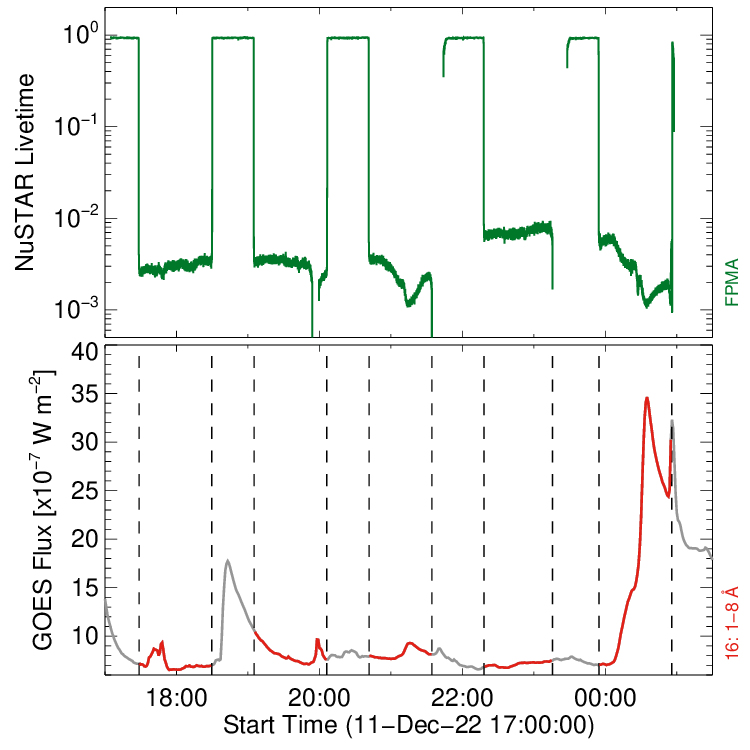 10⁰
10⁻¹
10⁻²
10⁻³
NuSTAR Livetime
FPMA
40
35
30
25
20
15
10
GOES Flux [x10⁻⁷ W m⁻²]
16: 1−8 Å
18:00 20:00 22:00 00:00
Start Time (11−Dec−22 17:00:00)